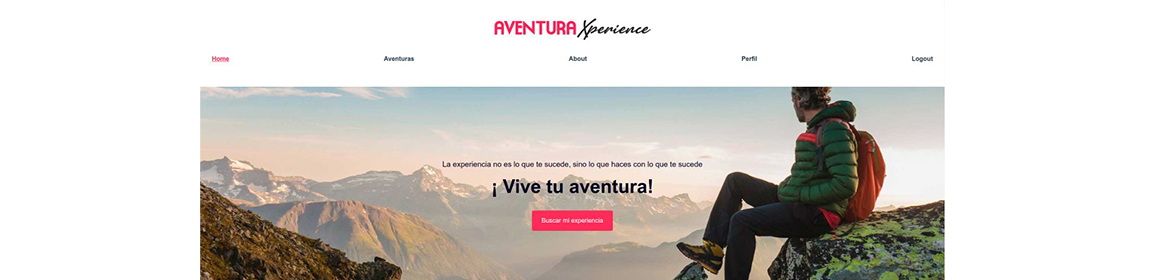 AVENTURA Xperience
Home Aventuras About Perfil Logout
La experiencia no es lo que te sucede, sino lo que haces con lo que te sucede
¡ Vive tu aventura!
Buscar mi experiencia